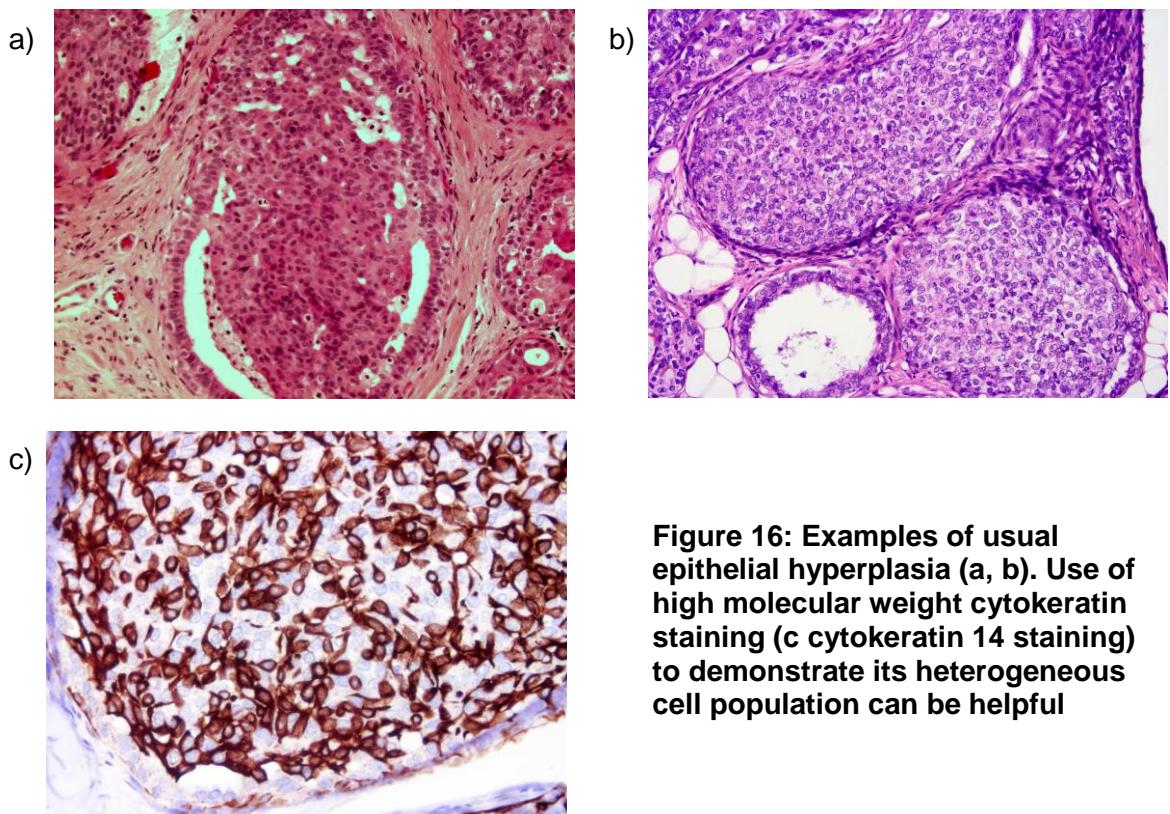 a)
b)
c)
Figure 16: Examples of usual
epithelial hyperplasia (a, b). Use of
high molecular weight cytokeratin
staining (c cytokeratin 14 staining)
to demonstrate its heterogeneous
cell population can be helpful